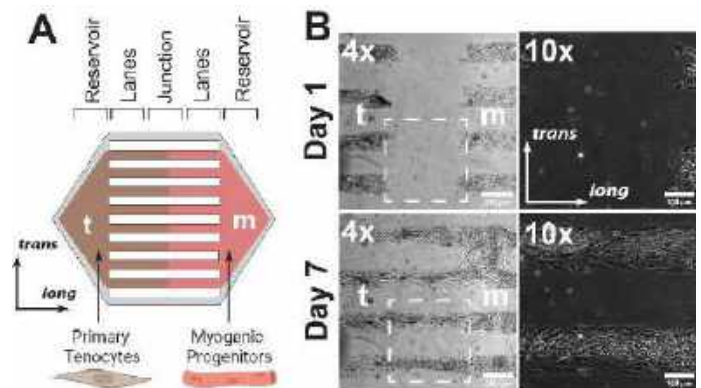 A
Reservoir
Lanes
Junction
Lanes
Reservoir
t
m
trans
long
Primary
Tenocytes
Myogenic
Progenitors
B
Day 1
4x
t
m
10x
trans
long
Day 7
4x
t
m
10x